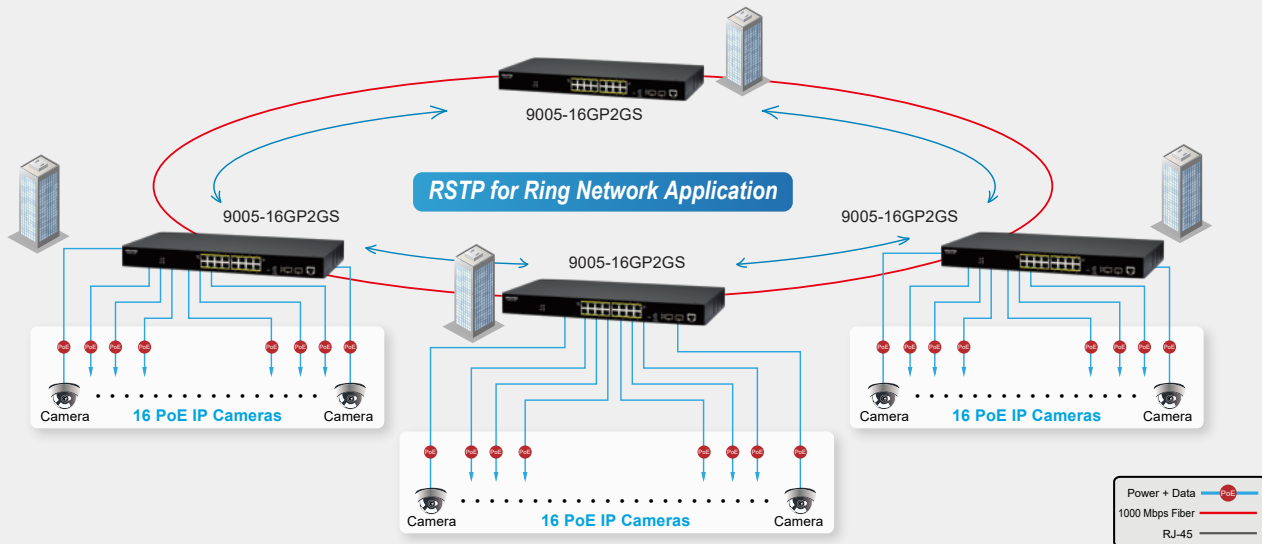 9005-16GP2GS
RSTP for Ring Network Application
9005-16GP2GS
9005-16GP2GS
9005-16GP2GS
PoE PoE PoE PoE PoE PoE PoE PoE
Camera
Camera
16 PoE IP Cameras
PoE PoE PoE PoE PoE PoE PoE PoE
Camera
Camera
16 PoE IP Cameras
PoE PoE PoE PoE PoE PoE PoE PoE
Camera
Camera
16 PoE IP Cameras
Power + Data PoE
1000 Mbps Fiber
RJ-45